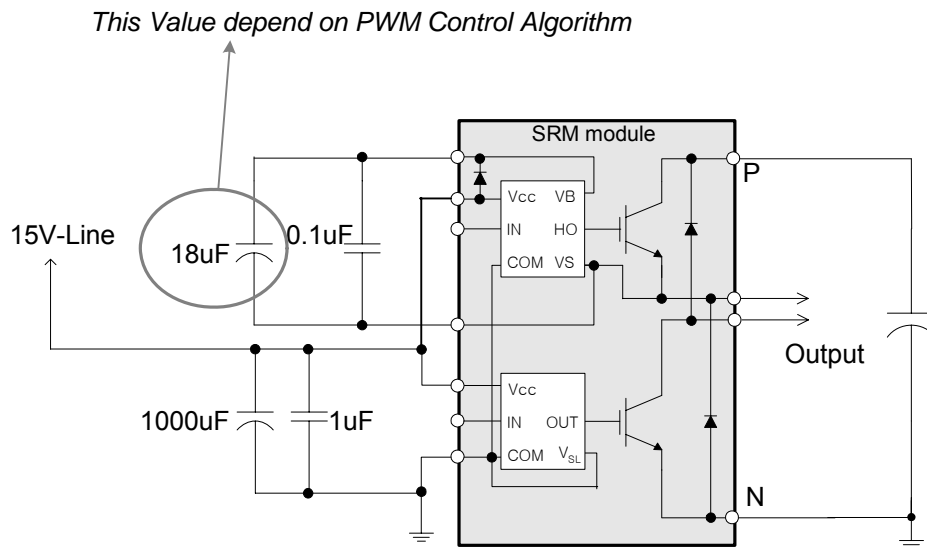 This Value depend on PWM Control Algorithm
SRM module
P
Vcc
VB
15V-Line
18uF
0.1uF
IN
HO
COM
VS
Output
Vcc
1000uF
1uF
IN
OUT
COM
VSL
N